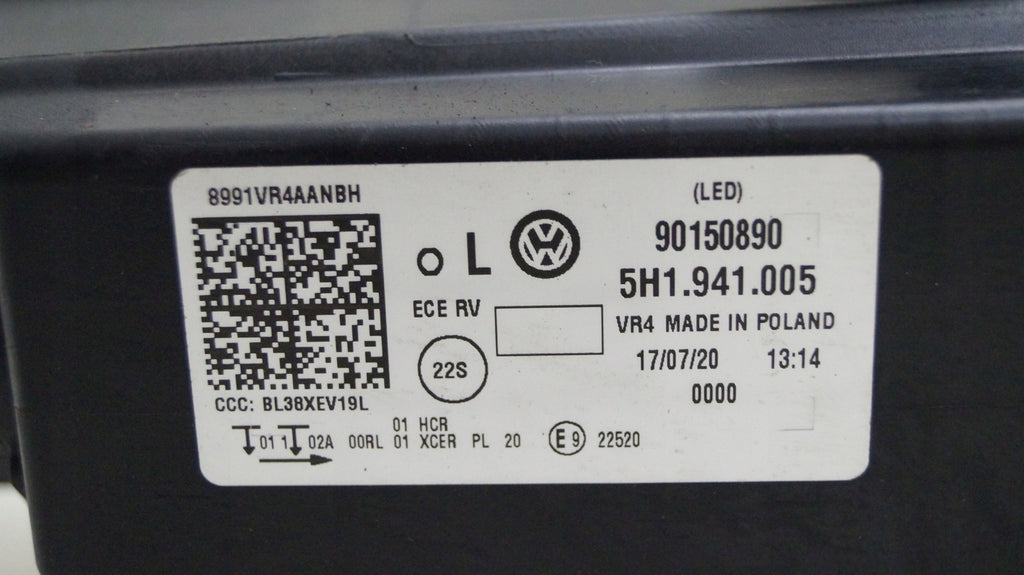 8991VR4AANBH
CCC: BL38XEV19L
O L
ECE RV
22S
(LED)
90150890
5H1.941.005
VR4 MADE IN POLAND
17/07/20 13:14
0000
01 HCR
01 1 02A 00RL 01 XCER PL 20 E9 22520